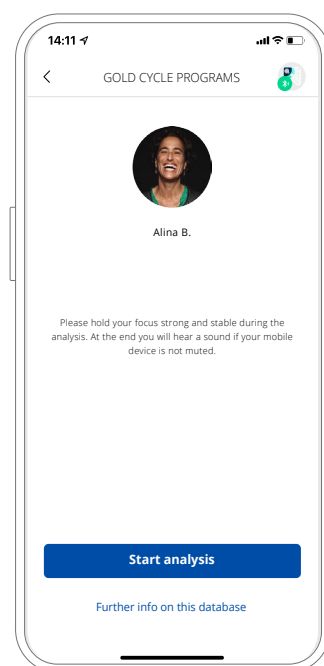 14:11
GOLD CYCLE PROGRAMS
Alina B.
Please hold your focus strong and stable during the
analysis. At the end you will hear a sound if your mobile
device is not muted.
Start analysis
Further info on this database